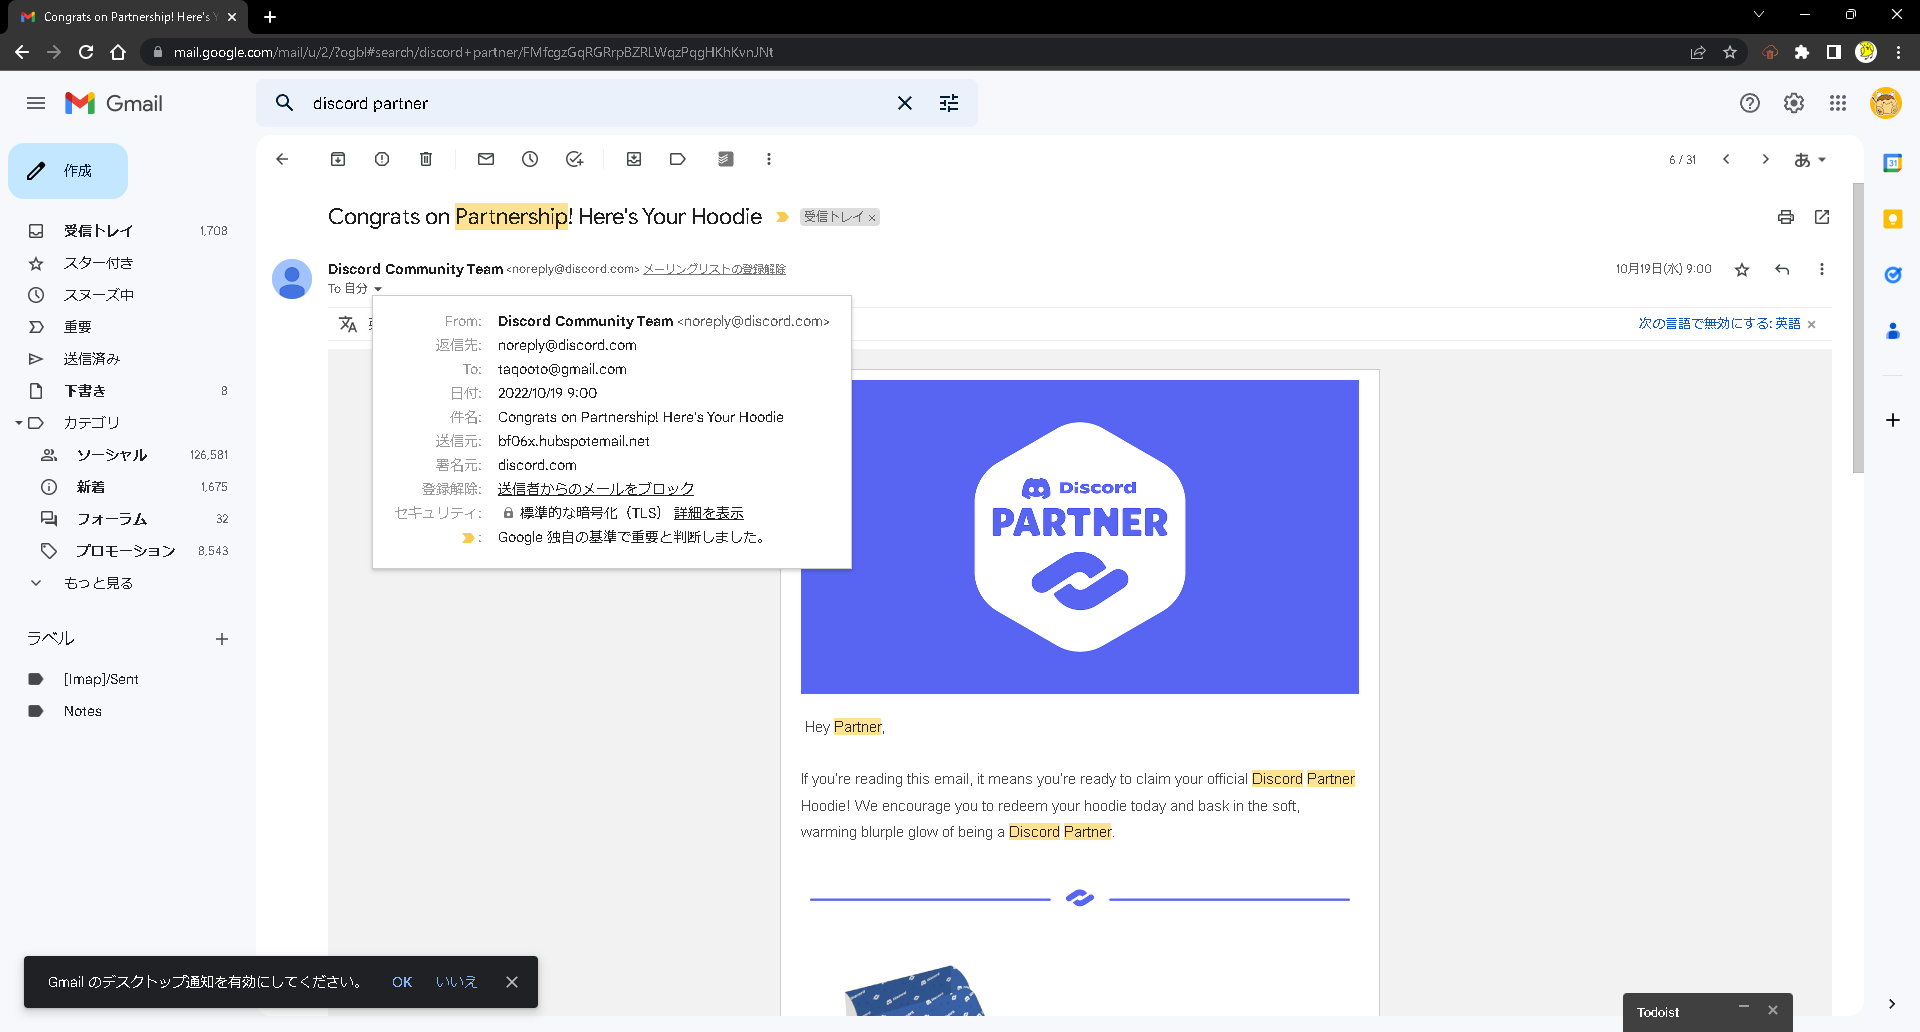 Congrats on Partnership! Here's Y
mail.google.com/mail/u/2/?ogbl#search/discord+partner/FMfcgzGqRGRrpBZRLWqzPqgHKhKvnJNt
Gmail
discord partner
作成
6 / 31
あ
受信トレイ 1,708
スター付き
スヌーズ中
重要
送信済み
下書き 8
カテゴリ
ソーシャル 126,581
新着 1,675
フォーラム 32
プロモーション 8,543
もっと見る
ラベル
[Imap]/Sent
Notes
Congrats on Partnership! Here's Your Hoodie
受信トレイ ×
Discord Community Team <noreply@discord.com> メーリングリストの登録解除
10月19日(水) 9:00
To 自分
次の言語で無効にする: 英語 ×
From: Discord Community Team <noreply@discord.com>
返信先: noreply@discord.com
To: taqooto@gmail.com
日付: 2022/10/19 9:00
件名: Congrats on Partnership! Here's Your Hoodie
送信元: bf06x.hubspotemail.net
署名元: discord.com
登録解除: 送信者からのメールをブロック
セキュリティ: 標準的な暗号化（TLS） 詳細を表示
: Google 独自の基準で重要と判断しました。
Discord
PARTNER
Hey Partner,
If you're reading this email, it means you're ready to claim your official Discord Partner
Hoodie! We encourage you to redeem your hoodie today and bask in the soft,
warming blurple glow of being a Discord Partner.
Gmail のデスクトップ通知を有効にしてください。 OK いいえ
Todoist
31